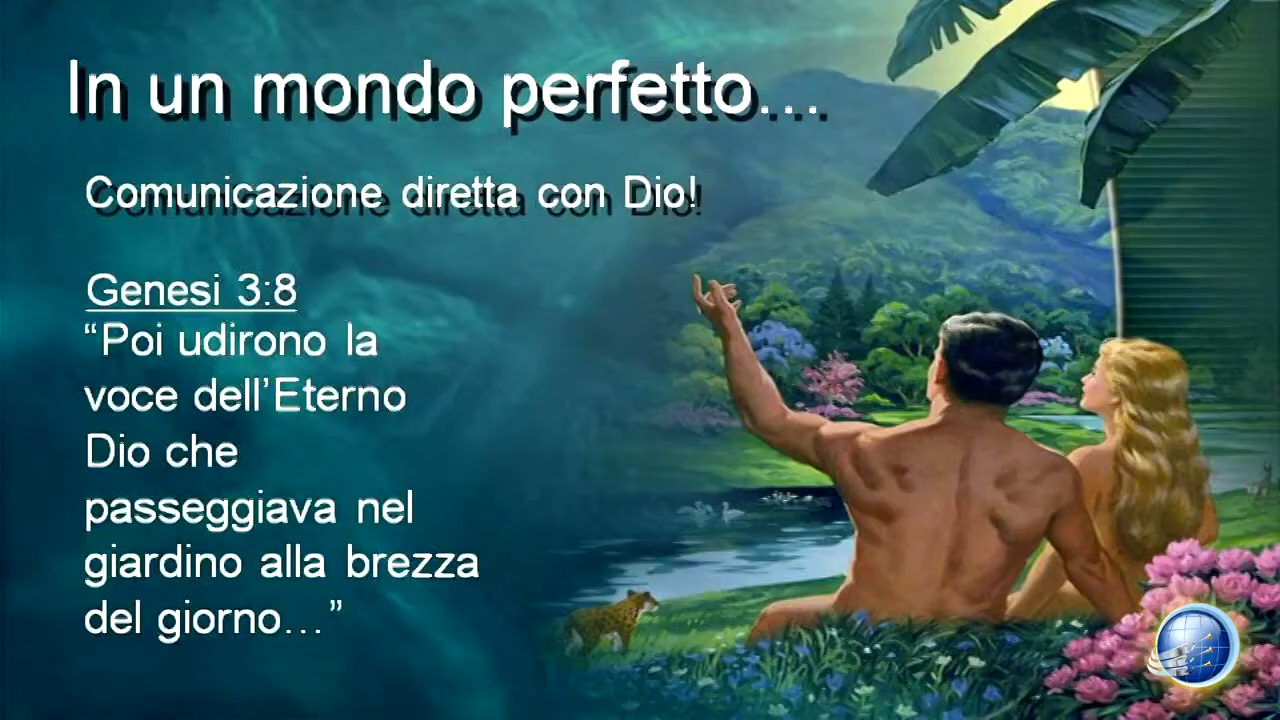 In un mondo perfetto...
Comunicazione diretta con Dio!
Genesi 3:8
“Poi udirono la
voce dell’Eterno
Dio che
passeggiava nel
giardino alla brezza
del giorno...”